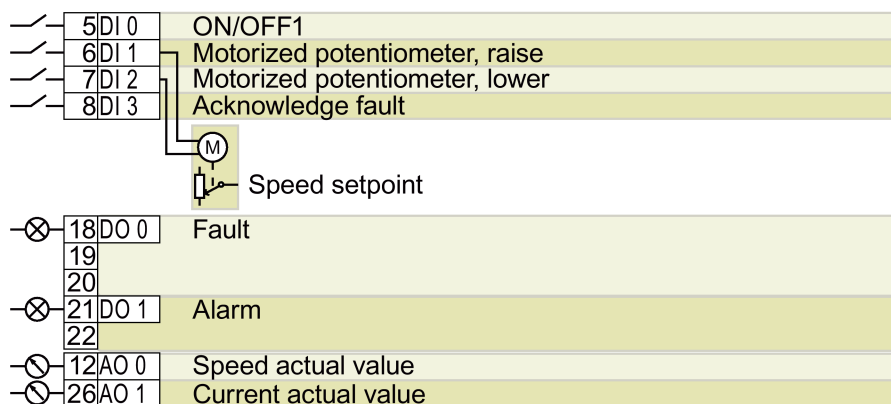 5 DI 0 ON/OFF1
6 DI 1 Motorized potentiometer, raise
7 DI 2 Motorized potentiometer, lower
8 DI 3 Acknowledge fault
M
Speed setpoint
18 DO 0 Fault
19
20
21 DO 1 Alarm
22
12 AO 0 Speed actual value
26 AO 1 Current actual value